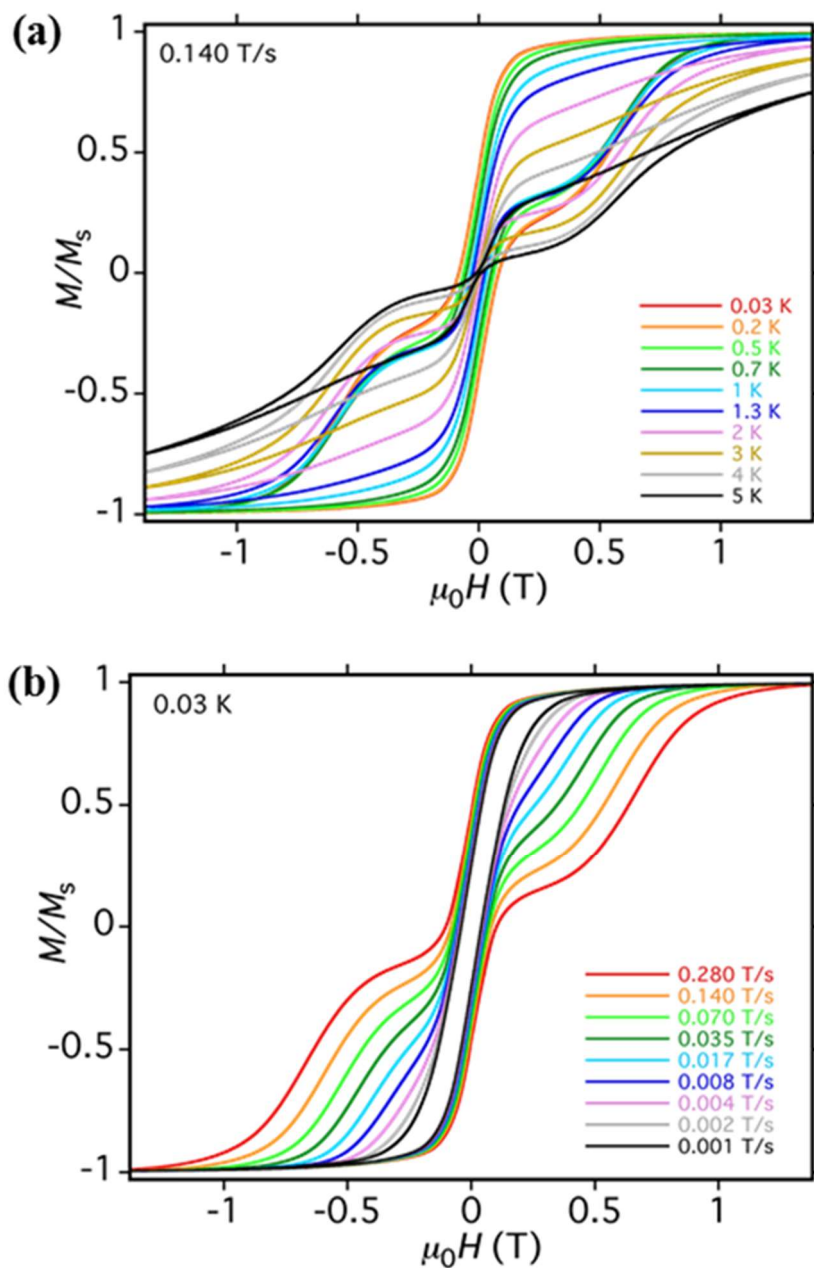 (a)
0.140 T/s
1
0.5
0
-0.5
-1
M/Ms
0.03 K
0.2 K
0.5 K
0.7 K
1 K
1.3 K
2 K
3 K
4 K
5 K
-1 -0.5 0 0.5 1
μ0H (T)
(b)
0.03 K
1
0.5
0
-0.5
-1
M/Ms
0.280 T/s
0.140 T/s
0.070 T/s
0.035 T/s
0.017 T/s
0.008 T/s
0.004 T/s
0.002 T/s
0.001 T/s
-1 -0.5 0 0.5 1
μ0H (T)